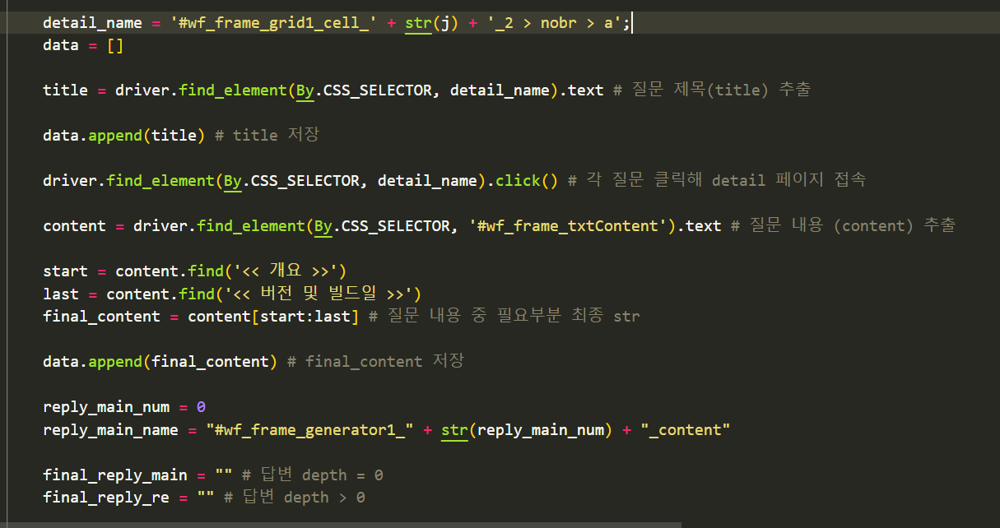 detail_name = '#wf_frame_grid1_cell_' + str(j) + '_2 > nobr > a';
data = []
title = driver.find_element(By.CSS_SELECTOR, detail_name).text # 질문 제목(title) 추출
data.append(title) # title 저장
driver.find_element(By.CSS_SELECTOR, detail_name).click() # 각 질문 클릭해 detail 페이지 접속
content = driver.find_element(By.CSS_SELECTOR, '#wf_frame_txtContent').text # 질문 내용 (content) 추출
start = content.find('<< 개요 >>')
last = content.find('<< 버전 및 빌드일 >>')
final_content = content[start:last] # 질문 내용 중 필요부분 최종 str
data.append(final_content) # final_content 저장
reply_main_num = 0
reply_main_name = "#wf_frame_generator1_" + str(reply_main_num) + "_content"
final_reply_main = "" # 답변 depth = 0
final_reply_re = "" # 답변 depth > 0